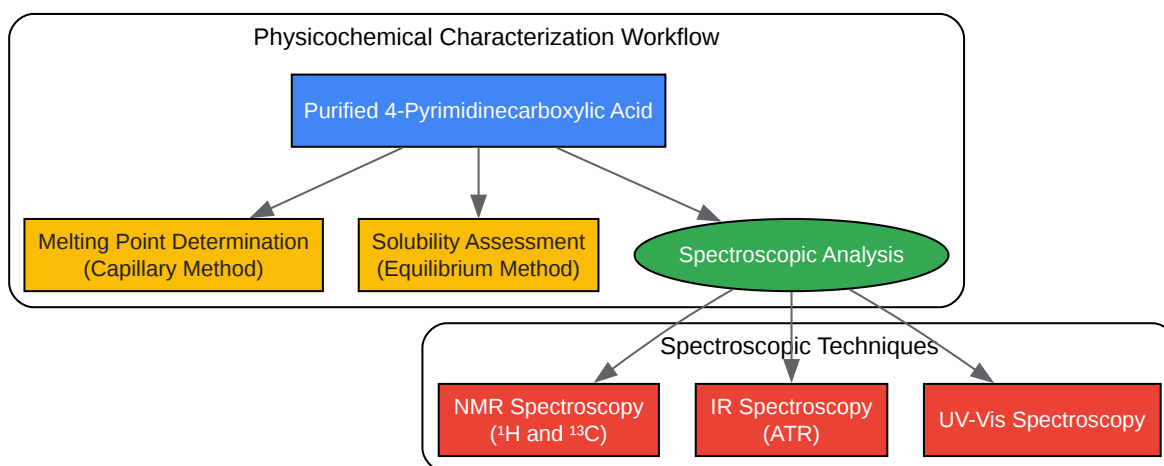 Physicochemical Characterization Workflow
Purified 4-Pyrimidinecarboxylic Acid
Melting Point Determination
(Capillary Method)
Solubility Assessment
(Equilibrium Method)
Spectroscopic Analysis
Spectroscopic Techniques
NMR Spectroscopy
(¹H and ¹³C)
IR Spectroscopy
(ATR)
UV-Vis Spectroscopy